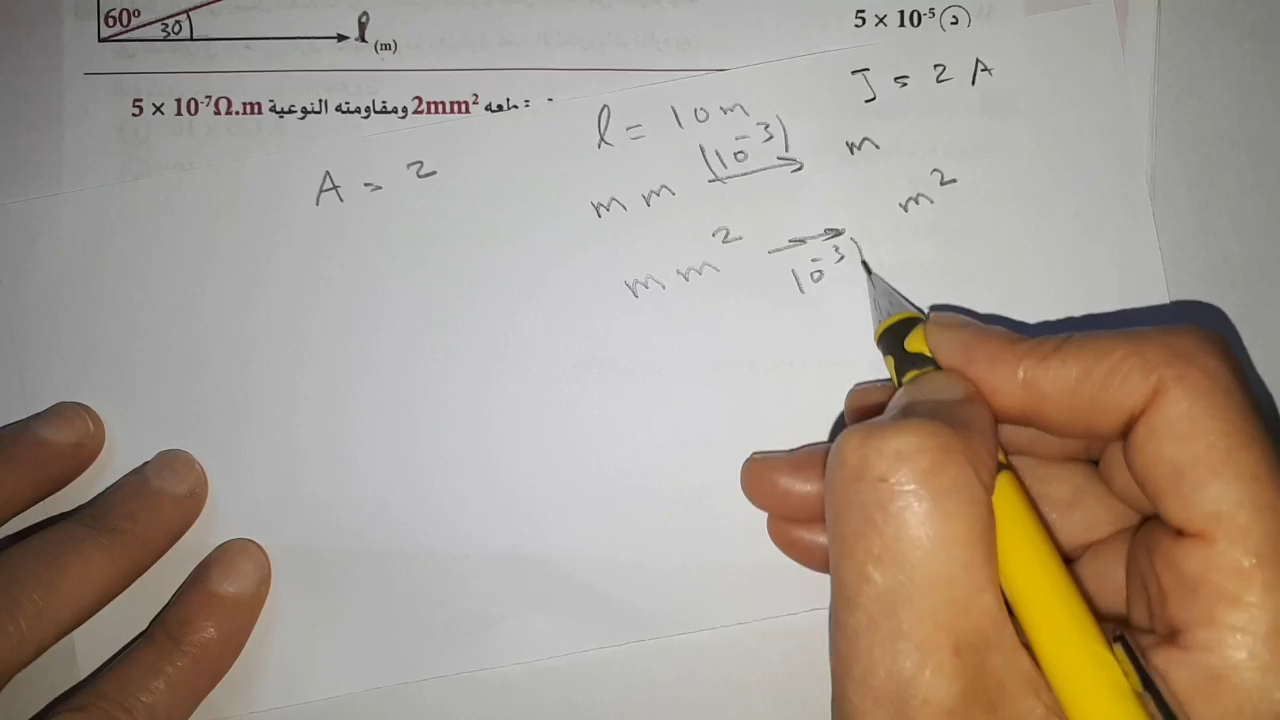 60°
30
l (m)
5 × 10⁻⁵ (د)
ومقاومته النوعية 5 × 10⁻⁷Ω.m 2mm²
l = 10 m
I = 2 A
A = 2
mm (10⁻³) → m
mm² → m²
10⁻³)